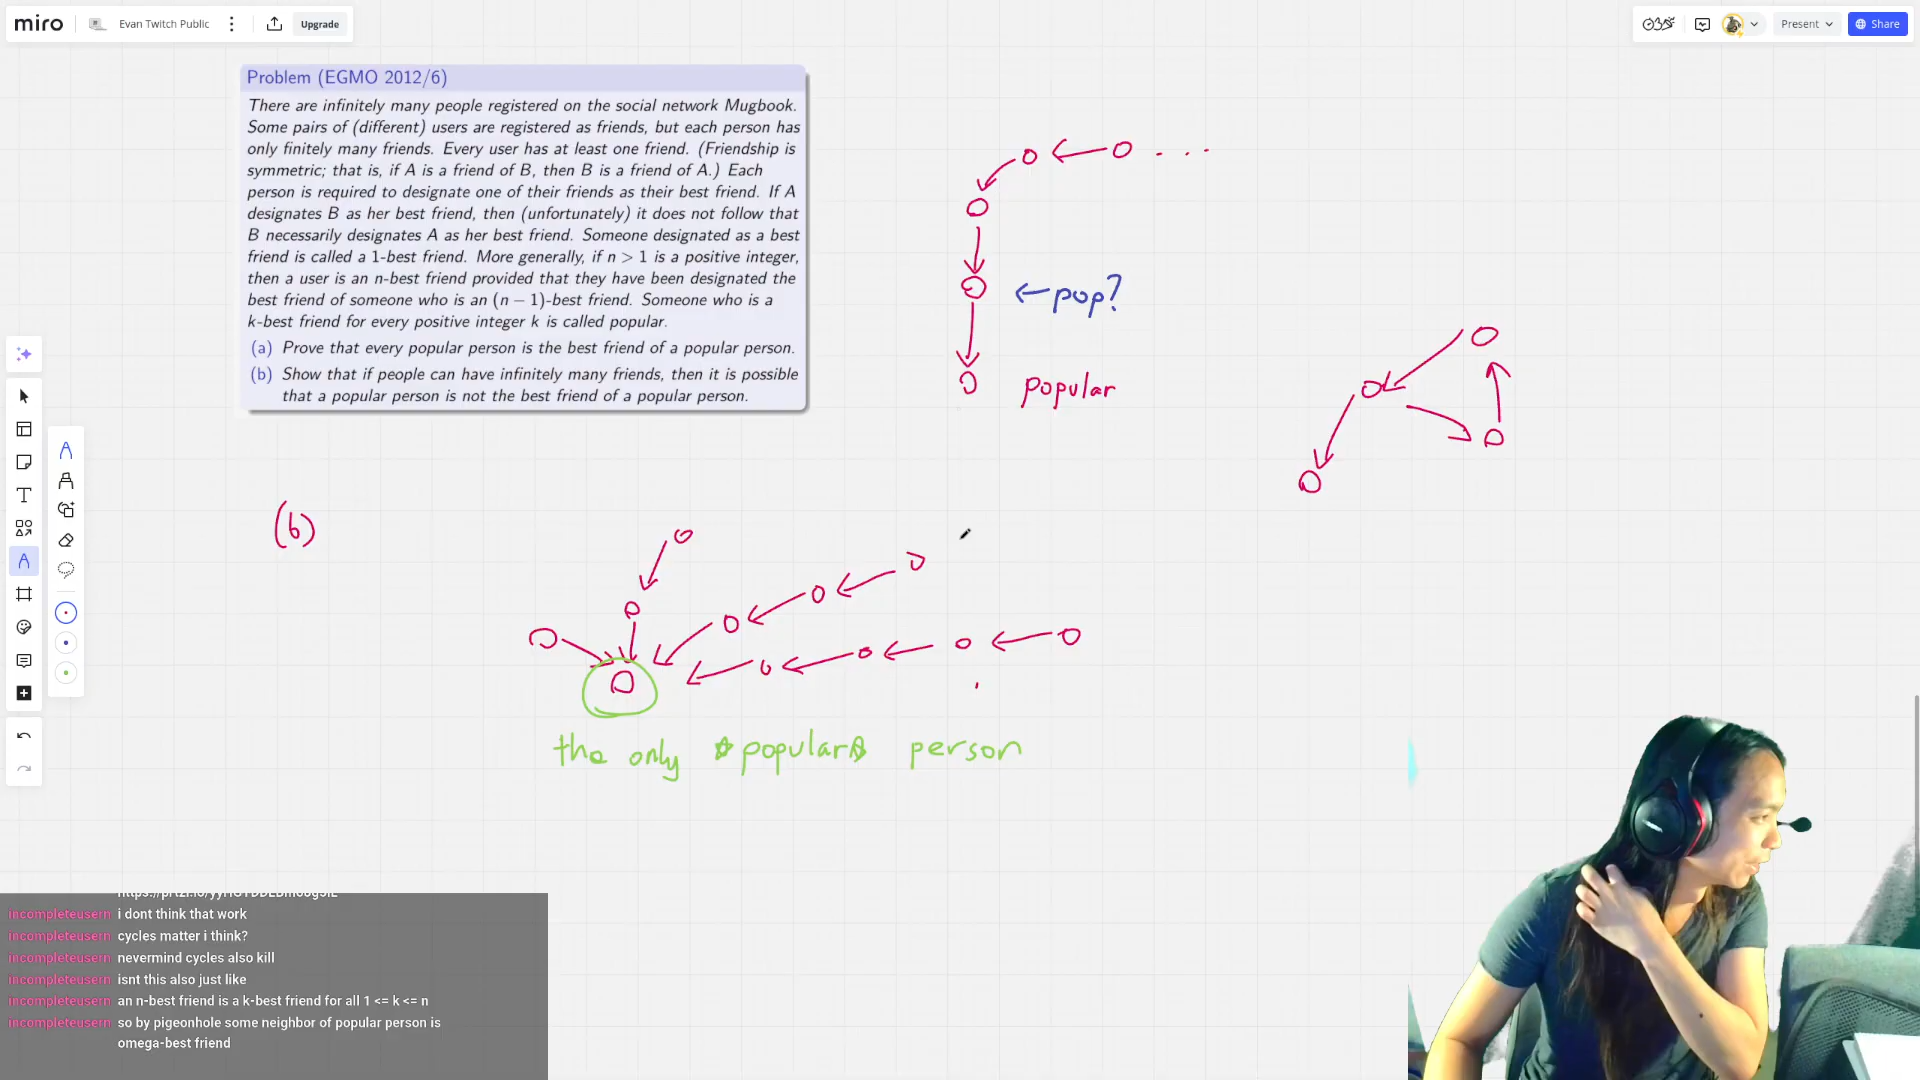 miro
Evan Twitch Public
Upgrade
Present
Share
Problem (EGMO 2012/6)
There are infinitely many people registered on the social network Mugbook.
Some pairs of (different) users are registered as friends, but each person has
only finitely many friends. Every user has at least one friend. (Friendship is
symmetric; that is, if A is a friend of B, then B is a friend of A.) Each
person is required to designate one of their friends as their best friend. If A
designates B as her best friend, then (unfortunately) it does not follow that
B necessarily designates A as her best friend. Someone designated as a best
friend is called a 1-best friend. More generally, if n > 1 is a positive integer,
then a user is an n-best friend provided that they have been designated the
best friend of someone who is an (n − 1)-best friend. Someone who is a
k-best friend for every positive integer k is called popular.
(a) Prove that every popular person is the best friend of a popular person.
(b) Show that if people can have infinitely many friends, then it is possible
that a popular person is not the best friend of a popular person.
←pop?
popular
(b)
the only ☆popular☆ person
incompleteusern i dont think that work
incompleteusern cycles matter i think?
incompleteusern nevermind cycles also kill
incompleteusern isnt this also just like
incompleteusern an n-best friend is a k-best friend for all 1 <= k <= n
incompleteusern so by pigeonhole some neighbor of popular person is
omega-best friend